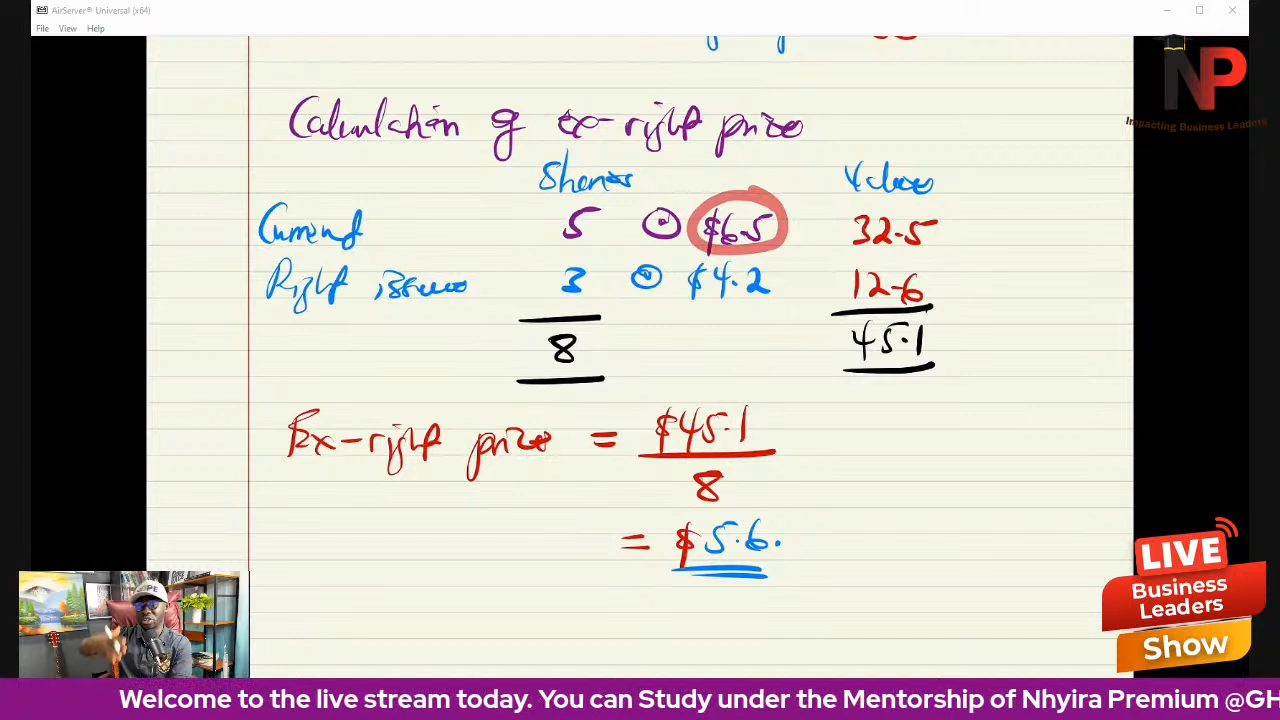 AirServer® Universal (x64)
File View Help
NP
Impacting Business Leaders
Calculation of ex-right price
Shares Values
Current 5 @ $6.5 32.5
Right issues 3 @ $4.2 12.6
8 45.1
Ex-right price = $45.1
8
= $5.6.
LIVE
Business
Leaders
Show
Welcome to the live stream today. You can Study under the Mentorship of Nhyira Premium @GH